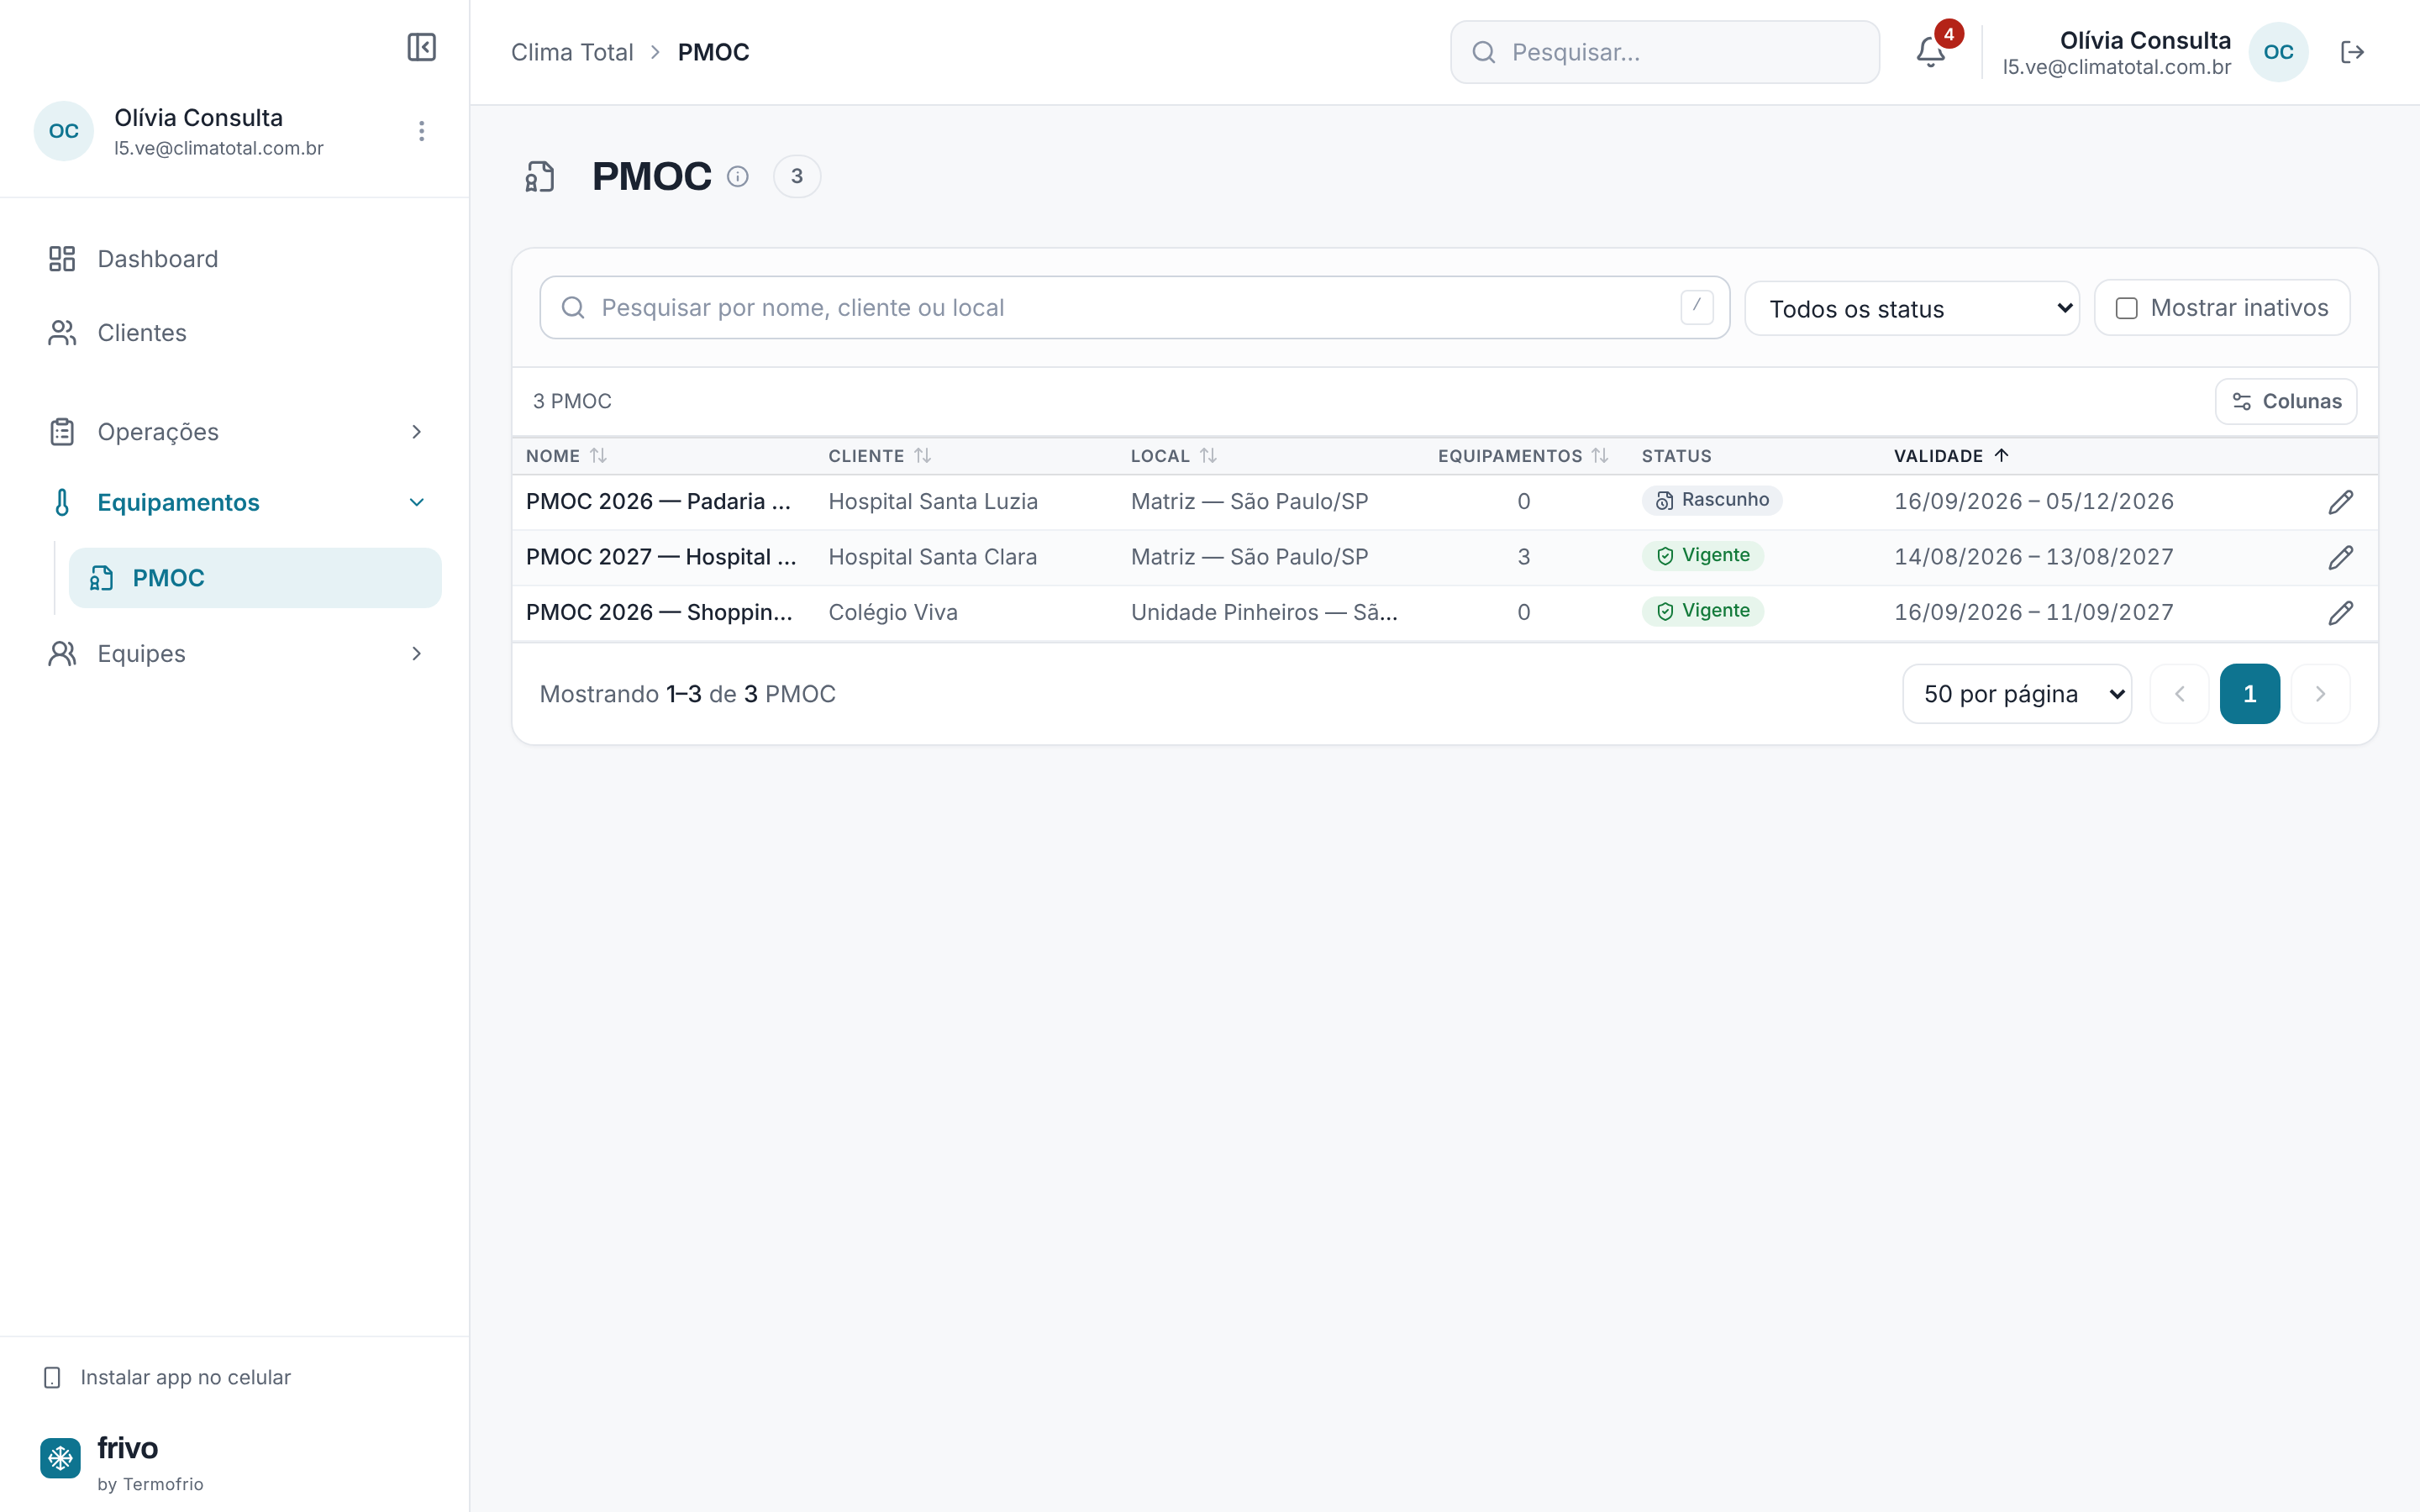 OC
Olívia Consulta
l5.ve@climatotal.com.br
Dashboard
Clientes
Operações
Equipamentos
PMOC
Equipes
Instalar app no celular
frivo
by Termofrio
Clima Total > PMOC
Pesquisar...
4
Olívia Consulta
l5.ve@climatotal.com.br
OC
PMOC
3
Pesquisar por nome, cliente ou local
/
Todos os status
Mostrar inativos
3 PMOC
Colunas
NOME CLIENTE LOCAL EQUIPAMENTOS STATUS VALIDADE
PMOC 2026 — Padaria ... Hospital Santa Luzia Matriz — São Paulo/SP 0 Rascunho 16/09/2026 – 05/12/2026
PMOC 2027 — Hospital ... Hospital Santa Clara Matriz — São Paulo/SP 3 Vigente 14/08/2026 – 13/08/2027
PMOC 2026 — Shoppin... Colégio Viva Unidade Pinheiros — Sã... 0 Vigente 16/09/2026 – 11/09/2027
Mostrando 1–3 de 3 PMOC
50 por página
1